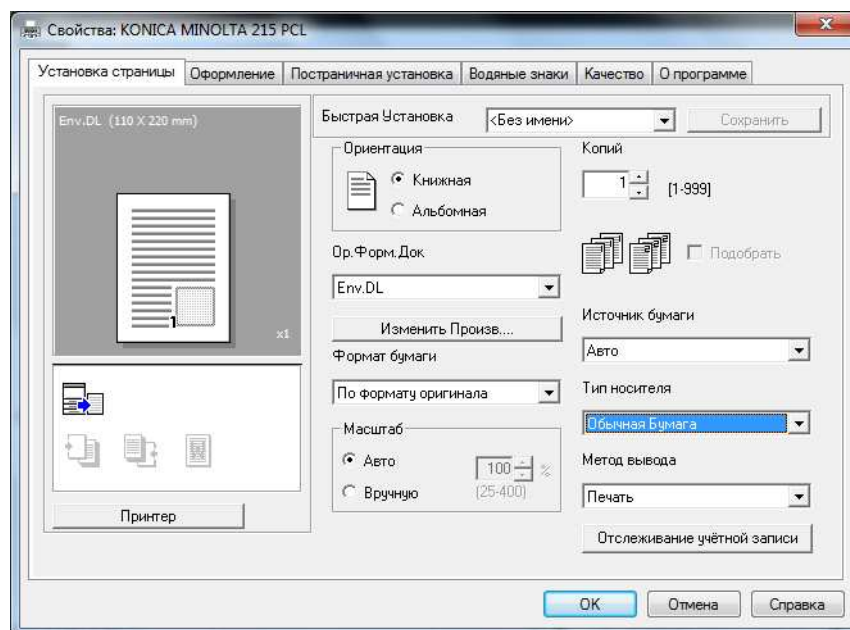 Свойства: KONICA MINOLTA 215 PCL
Установка страницы Оформление Постраничная установка Водяные знаки Качество О программе
Env.DL (110 X 220 mm)
1
x1
Принтер
Быстрая Установка <Без имени> Сохранить
Ориентация
Книжная
Альбомная
Ор.Форм.Док
Env.DL
Изменить Произв....
Формат бумаги
По формату оригинала
Масштаб
Авто
Вручную
100 %
(25-400)
Копий
1 [1-999]
Подобрать
Источник бумаги
Авто
Тип носителя
Обычная Бумага
Метод вывода
Печать
Отслеживание учётной записи
OK Отмена Справка